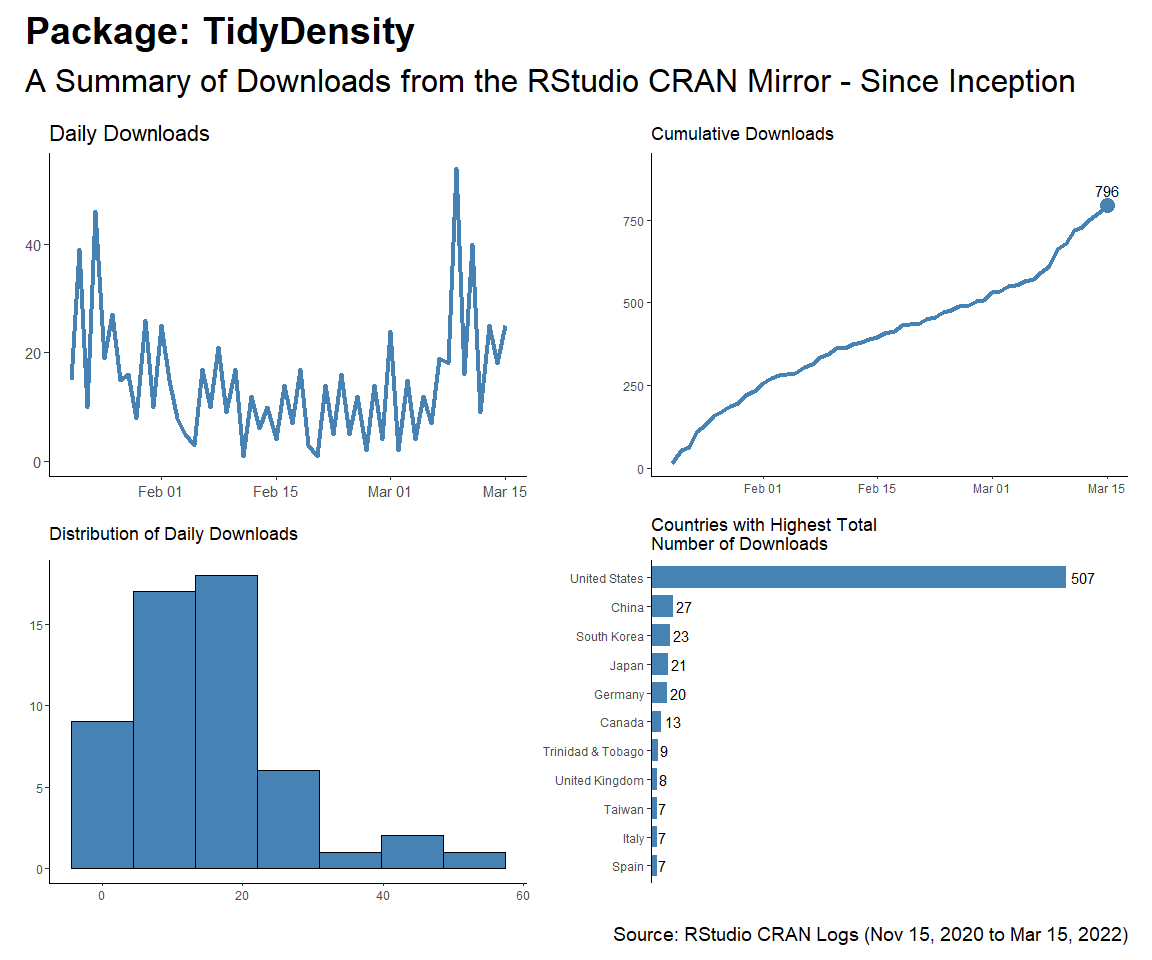 Package: TidyDensity
A Summary of Downloads from the RStudio CRAN Mirror - Since Inception
Daily Downloads
40
20
0
Feb 01
Feb 15
Mar 01
Mar 15
Cumulative Downloads
796
750
500
250
0
Feb 01
Feb 15
Mar 01
Mar 15
Distribution of Daily Downloads
15
10
5
0
0
20
40
60
Countries with Highest Total
Number of Downloads
United States 507
China 27
South Korea 23
Japan 21
Germany 20
Canada 13
Trinidad & Tobago 9
United Kingdom 8
Taiwan 7
Italy 7
Spain 7
Source: RStudio CRAN Logs (Nov 15, 2020 to Mar 15, 2022)